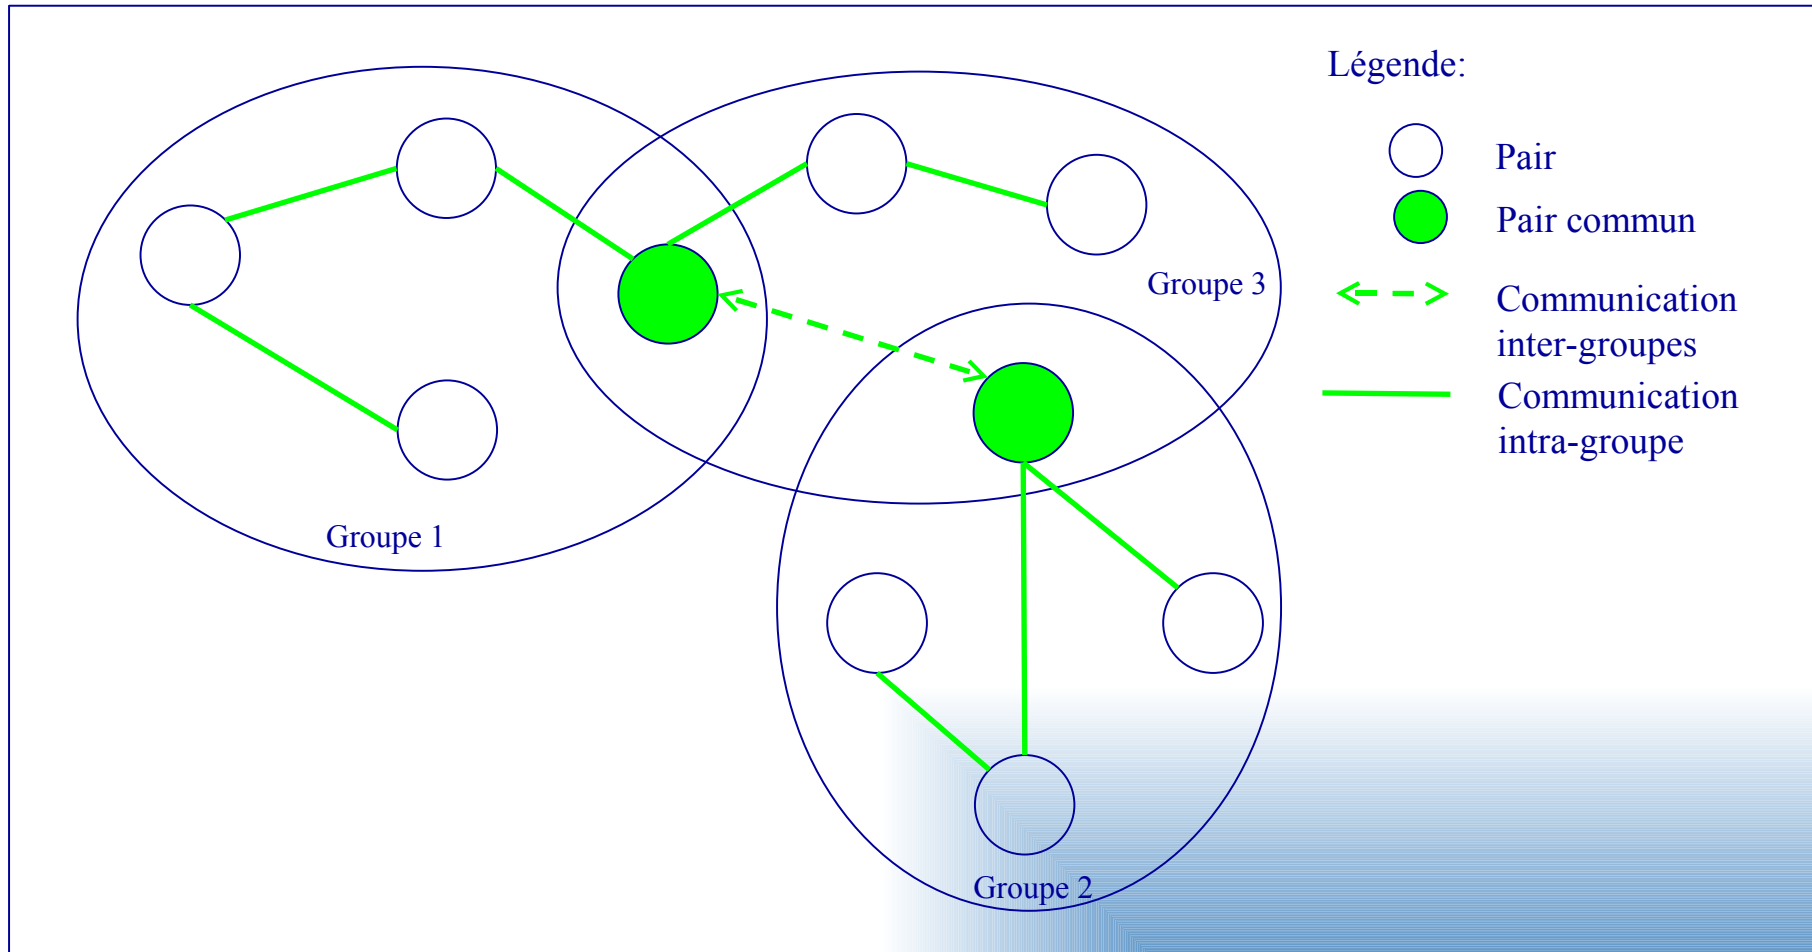 Légende:
Pair
Pair commun
Communication
inter-groupes
Communication
intra-groupe
Groupe 3
Groupe 1
Groupe 2